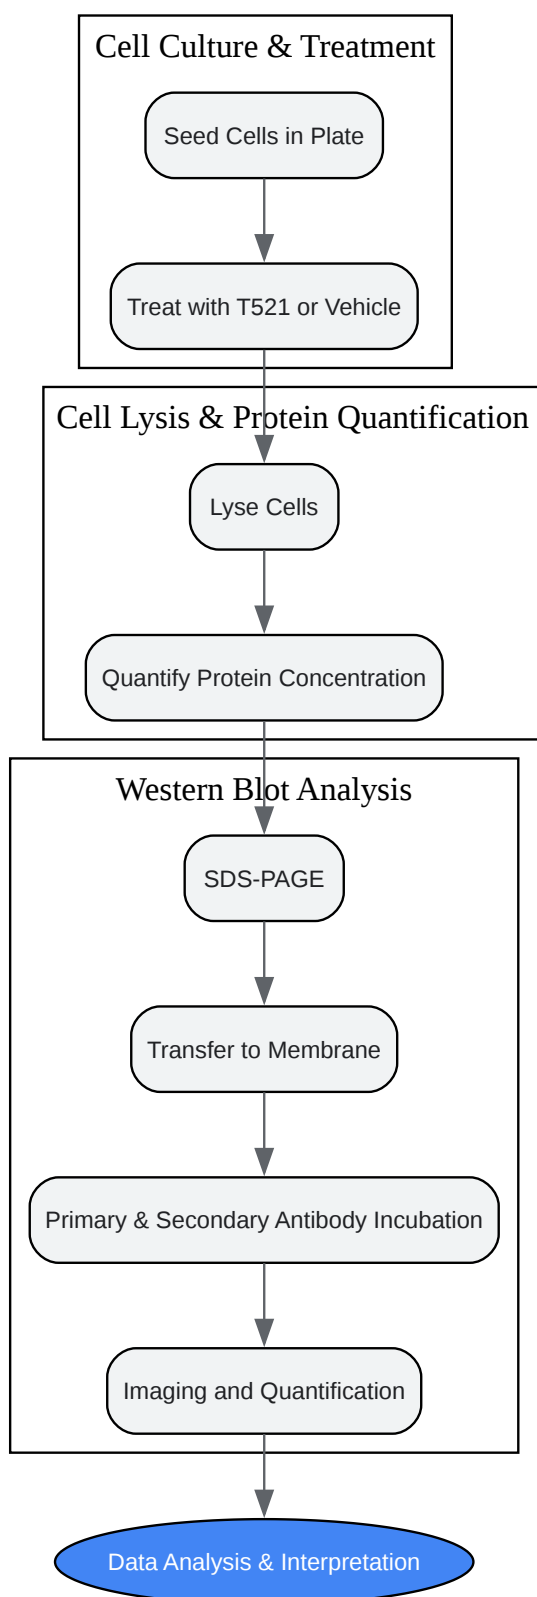 Cell Culture & Treatment
Seed Cells in Plate
Treat with T521 or Vehicle
Cell Lysis & Protein Quantification
Lyse Cells
Quantify Protein Concentration
Western Blot Analysis
SDS-PAGE
Transfer to Membrane
Primary & Secondary Antibody Incubation
Imaging and Quantification
Data Analysis & Interpretation